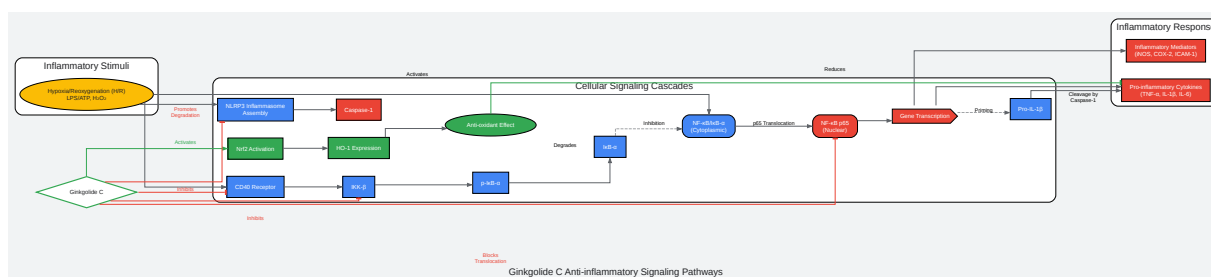 Inflammatory Response
Inflammatory Mediators
(iNOS, COX-2, ICAM-1)
Inflammatory Stimuli
Reduces
Activates
Cellular Signaling Cascades
Pro-inflammatory Cytokines
(TNF-α, IL-1β, IL-6)
Hypoxia/Reoxygenation (H/R)
LPS/ATP, H₂O₂
Cleavage by
Caspase-1
Promotes
Degradation
NLRP3 Inflammasome
Assembly
Caspase-1
Priming
Pro-IL-1β
Gene Transcription
Anti-oxidant Effect
Inhibition
NF-κB/IκB-α
(Cytoplasmic)
p65 Translocation
NF-κB p65
(Nuclear)
Activates
Nrf2 Activation
HO-1 Expression
Degrades
IκB-α
Ginkgolide C
Inhibits
CD40 Receptor
IKK-β
p-IκB-α
Inhibits
Blocks
Translocation
Ginkgolide C Anti-inflammatory Signaling Pathways